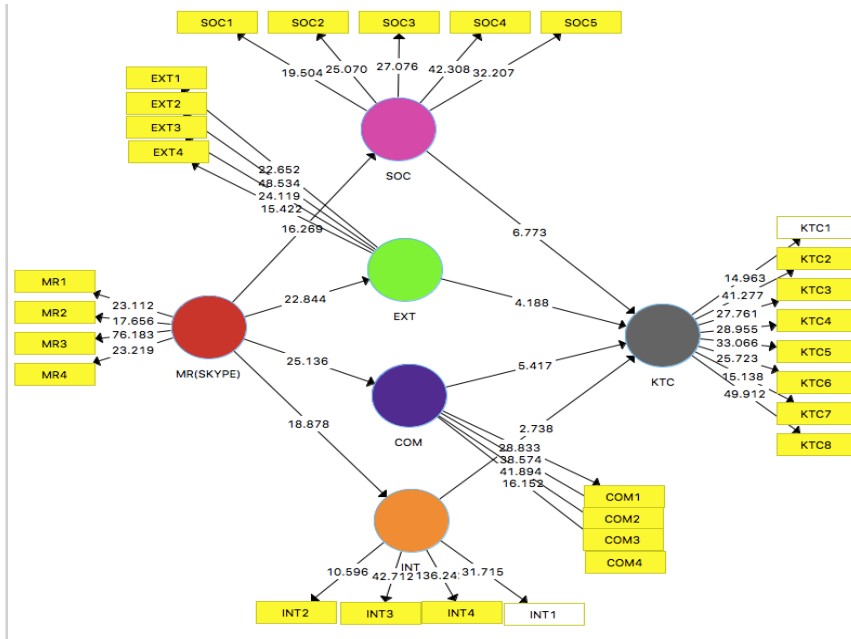 SOC1 SOC2 SOC3 SOC4 SOC5
19.504 25.070 27.076 42.308 32.207
EXT1
EXT2
EXT3
EXT4
SOC
22.652
48.534
24.119
15.422
16.269
6.773
MR1
MR2
MR3
MR4
23.112
17.656
76.183
23.219
MR(SKYPE)
22.844
EXT
4.188
25.136
COM
5.417
18.878
2.738
KTC
KTC1
KTC2
KTC3
KTC4
KTC5
KTC6
KTC7
KTC8
14.963
41.277
27.761
28.955
33.066
25.723
15.138
49.912
28.833
38.574
41.894
16.152
COM1
COM2
COM3
COM4
INT
10.596 42.712 136.24 31.715
INT2 INT3 INT4 INT1